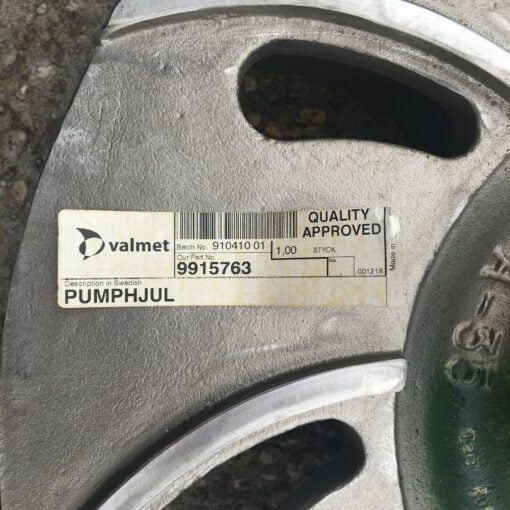 valmet
Batch No. 910410 01
1,00 STYCK
QUALITY
APPROVED
Our Part No.
9915763
No.
001218
Made in
Description in Swedish
PUMPHJUL
A-35